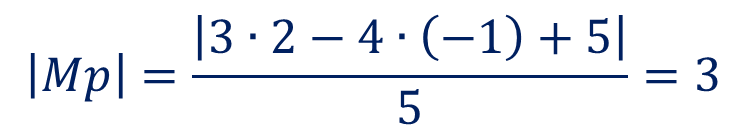 |Mp| = |3 · 2 − 4 · (−1) + 5| / 5 = 3